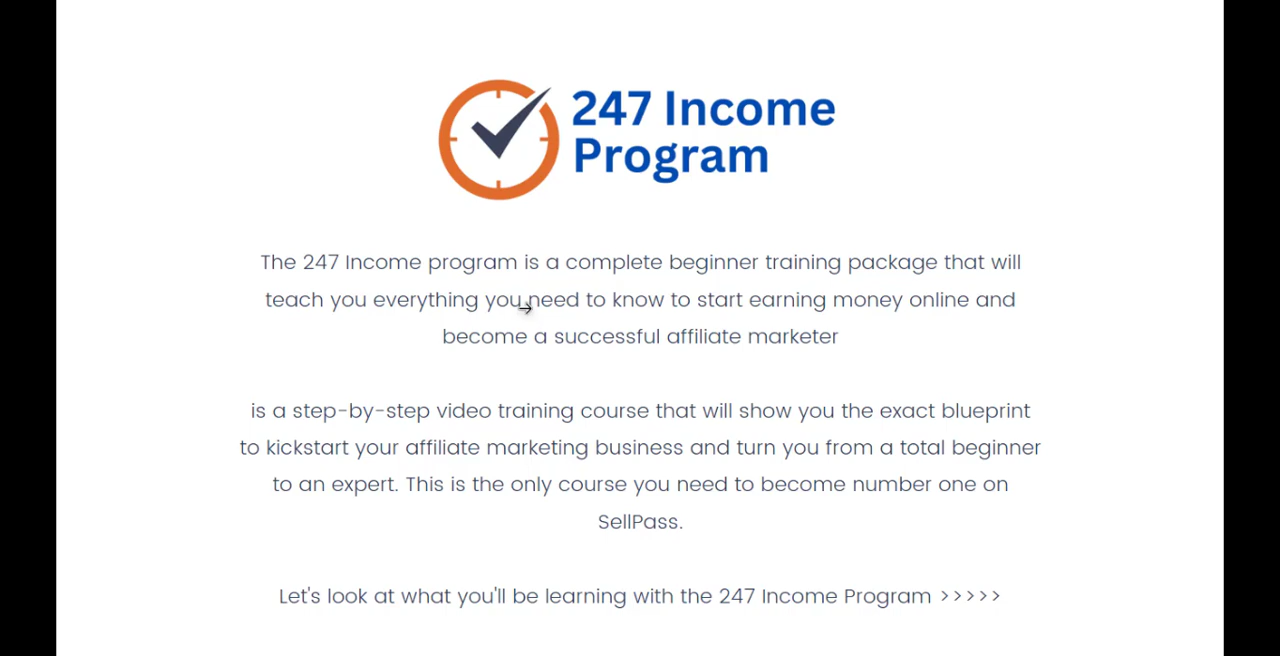 247 Income
Program
The 247 Income program is a complete beginner training package that will
teach you everything you need to know to start earning money online and
become a successful affiliate marketer
is a step-by-step video training course that will show you the exact blueprint
to kickstart your affiliate marketing business and turn you from a total beginner
to an expert. This is the only course you need to become number one on
SellPass.
Let's look at what you'll be learning with the 247 Income Program >>>>>